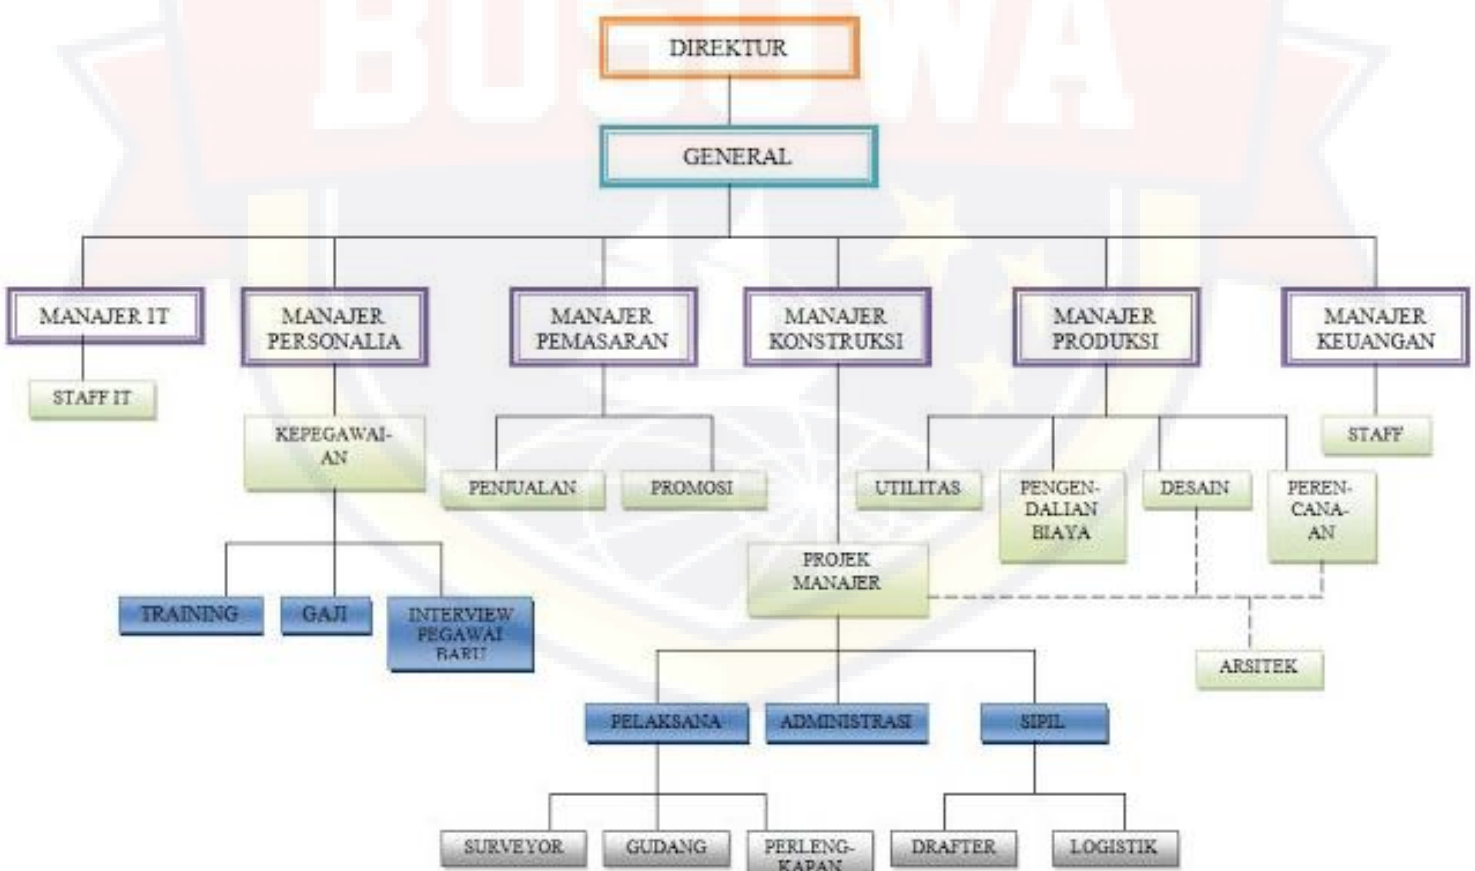 BOSOWA
DIREKTUR
GENERAL
MANAJER IT
MANAJER
PERSONALIA
MANAJER
PEMASARAN
MANAJER
KONSTRUKSI
MANAJER
PRODUKSI
MANAJER
KEUANGAN
STAFF IT
KEPEGAWAI-
AN
STAFF
PENJUALAN
PROMOSI
UTILITAS
PENGEN-
DALIAN
BIAYA
DESAIN
PEREN-
CANA-
AN
PROJEK
MANAJER
TRAINING
GAJI
INTERVIEW
PEGAWAI
BARU
ARSITEK
PELAKSANA
ADMINISTRASI
SIPIL
SURVEYOR
GUDANG
PERLENG-
KAPAN
DRAFTER
LOGISTIK